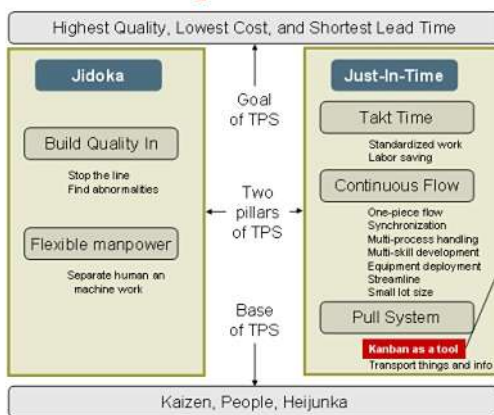 Highest Quality, Lowest Cost, and Shortest Lead Time
Jidoka
Build Quality In
Stop the line
Find abnormalities
Flexible manpower
Separate human an
machine work
Goal
of TPS
Two
pillars
of TPS
Base
of TPS
Just-In-Time
Takt Time
Standardized work
Labor saving
Continuous Flow
One-piece flow
Synchronization
Multi-process handling
Multi-skill development
Equipment deployment
Streamline
Small lot size
Pull System
Kanban as a tool
Transport things and info
Kaizen, People, Heijunka